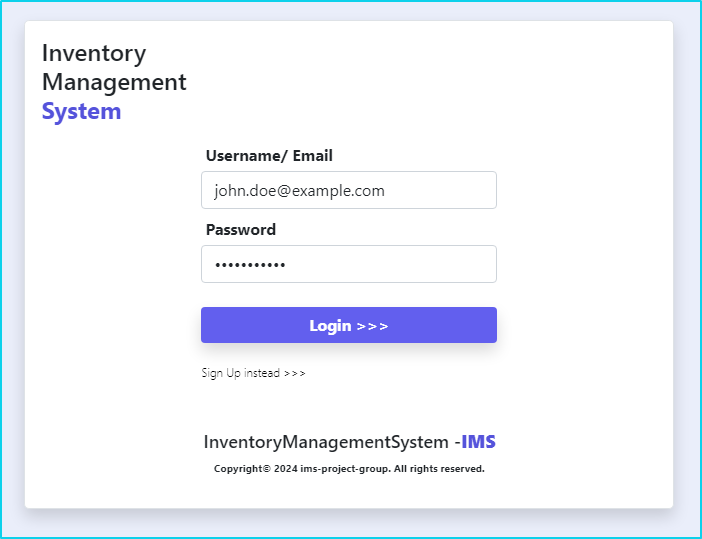 Inventory
Management
System
Username/ Email
john.doe@example.com
Password
•••••••••••
Login >>>
Sign Up instead >>>
InventoryManagementSystem -IMS
Copyright© 2024 ims-project-group. All rights reserved.